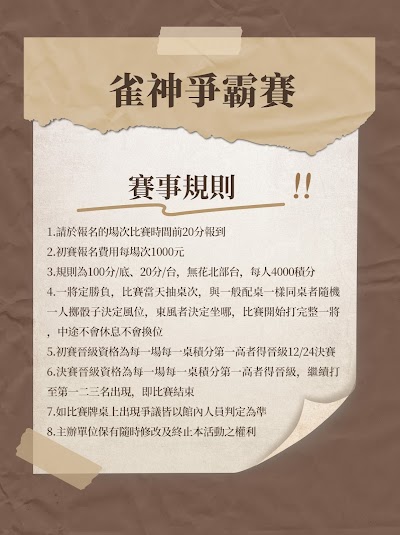 雀神爭霸賽
賽事規則 !!
1.請於報名的場次比賽時間前20分報到
2.初賽報名費用每場次1000元
3.規則為100分/底、20分/台，無花北部台，每人4000積分
4.一將定勝負，比賽當天抽桌次，與一般配桌一樣同桌者隨機
一人擲骰子決定風位，東風者決定坐哪，比賽開始打完整一將
，中途不會休息不會換位
5.初賽晉級資格為每一場每一桌積分第一高者得晉級12/24決賽
6.決賽晉級資格為每一場每一桌積分第一高者得晉級，繼續打
至第一二三名出現，即比賽結束
7.如比賽牌桌上出現爭議皆以館內人員判定為準
8.主辦單位保有隨時修改及終止本活動之權利